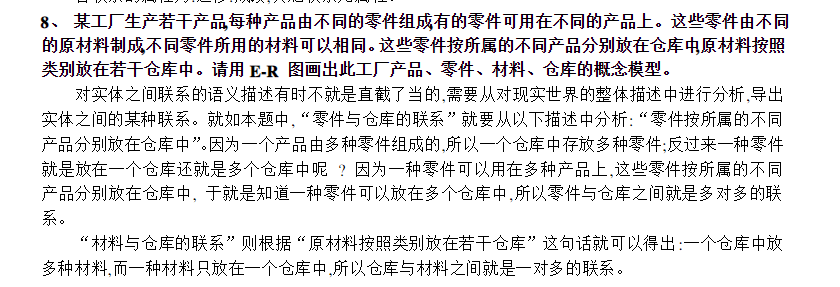 8、 某工厂生产若干产品,每种产品由不同的零件组成,有的零件可用在不同的产品上。这些零件由不同
的原材料制成,不同零件所用的材料可以相同。这些零件按所属的不同产品分别放在仓库中,原材料按照
类别放在若干仓库中。请用 E-R 图画出此工厂产品、零件、材料、仓库的概念模型。
对实体之间联系的语义描述有时不就是直截了当的,需要从对现实世界的整体描述中进行分析,导出
实体之间的某种联系。就如本题中,“零件与仓库的联系”就要从以下描述中分析:“零件按所属的不同
产品分别放在仓库中”。因为一个产品由多种零件组成的,所以一个仓库中存放多种零件;反过来一种零件
就是放在一个仓库还就是多个仓库中呢 ? 因为一种零件可以用在多种产品上,这些零件按所属的不同
产品分别放在仓库中, 于就是知道一种零件可以放在多个仓库中,所以零件与仓库之间就是多对多的联
系。
“材料与仓库的联系”则根据“原材料按照类别放在若干仓库”这句话就可以得出:一个仓库中放
多种材料,而一种材料只放在一个仓库中,所以仓库与材料之间就是一对多的联系。